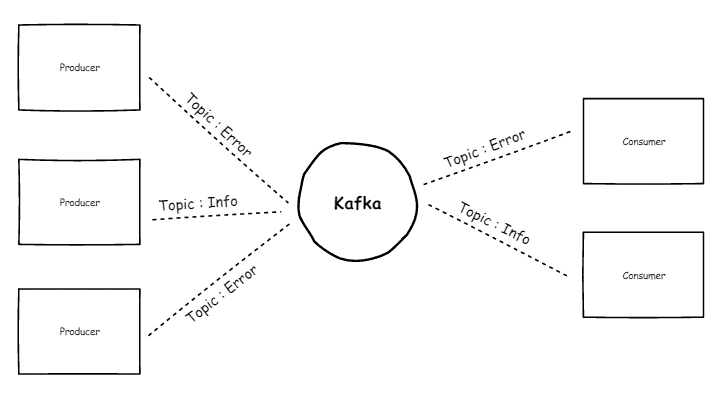 Producer
Topic : Error
Producer
Topic : Info
Producer
Topic : Error
Kafka
Topic : Error
Consumer
Topic : Info
Consumer